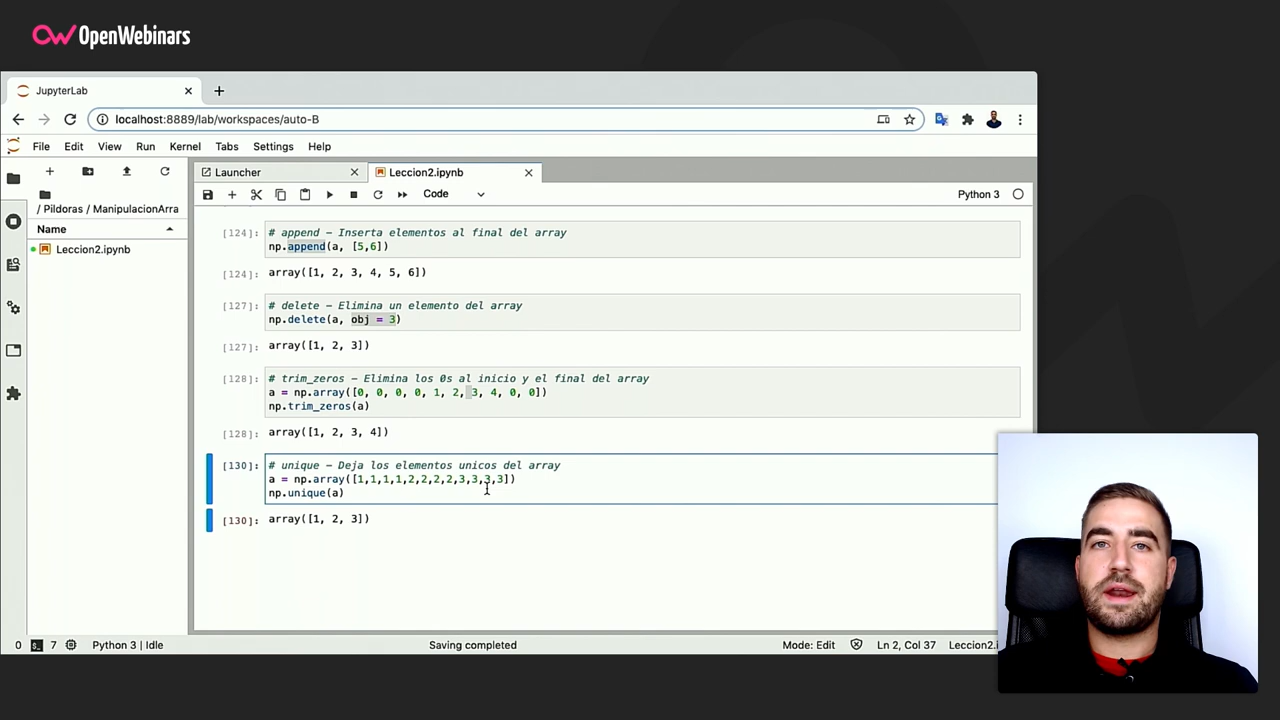 OpenWebinars
JupyterLab
localhost:8889/lab/workspaces/auto-B
File Edit View Run Kernel Tabs Settings Help
Launcher
Leccion2.ipynb
Code
Python 3
/ Pildoras / ManipulacionArra
Name
Leccion2.ipynb
[124]: # append – Inserta elementos al final del array
np.append(a, [5,6])
[124]: array([1, 2, 3, 4, 5, 6])
[127]: # delete – Elimina un elemento del array
np.delete(a, obj = 3)
[127]: array([1, 2, 3])
[128]: # trim_zeros – Elimina los 0s al inicio y el final del array
a = np.array([0, 0, 0, 0, 1, 2, 3, 4, 0, 0])
np.trim_zeros(a)
[128]: array([1, 2, 3, 4])
[130]: # unique – Deja los elementos unicos del array
a = np.array([1,1,1,1,2,2,2,2,3,3,3,3])
np.unique(a)
[130]: array([1, 2, 3])
0 7 Python 3 | Idle Saving completed Mode: Edit Ln 2, Col 37 Leccion2.i